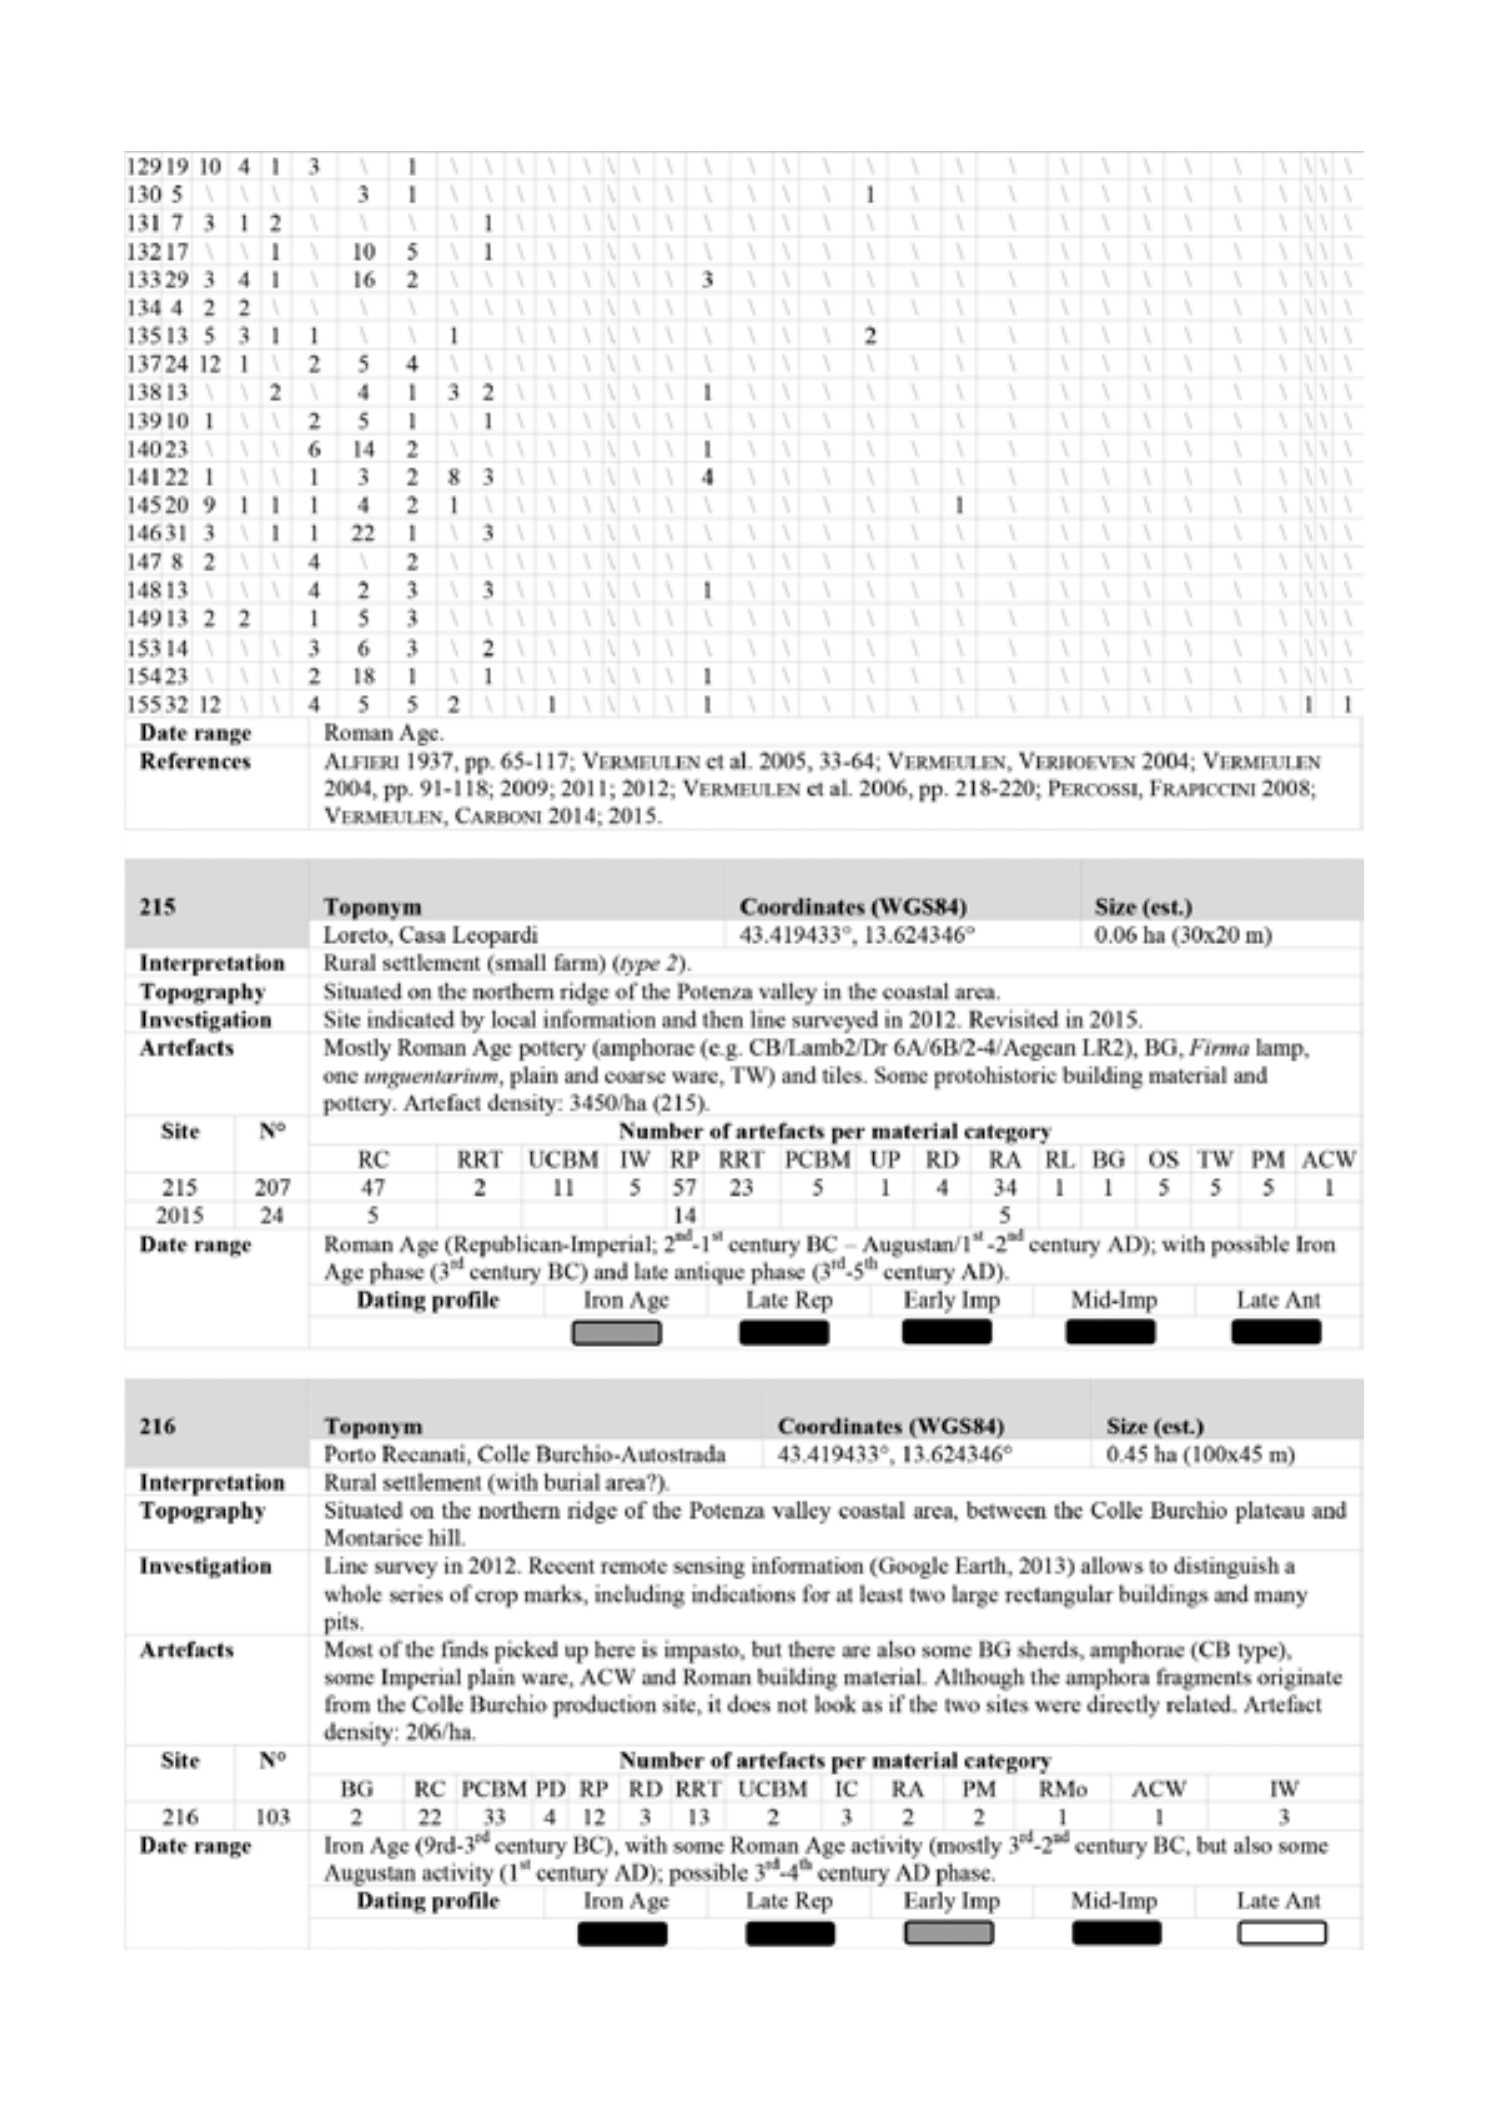 129 19 10 4 1 3 \ 1 \ \ \ \ \ \ \ \ \ \ \ \ \ \ \ \ \ \ \ \ \ \ \
130 5 \ \ \ \ 3 1 \ \ \ \ \ \ \ \ \ \ \ 1 \ \ \ \ \ \ \ \ \ \ \
131 7 3 1 2 \ \ \ \ 1 \ \ \ \ \ \ \ \ \ \ \ \ \ \ \ \ \ \ \ \ \
132 17 \ \ 1 \ 10 5 \ 1 \ \ \ \ \ \ \ \ \ \ \ \ \ \ \ \ \ \ \ \ \
133 29 3 4 1 \ 16 2 \ \ \ \ \ \ \ 3 \ \ \ \ \ \ \ \ \ \ \ \ \ \ \
134 4 2 2 \ \ \ \ \ \ \ \ \ \ \ \ \ \ \ \ \ \ \ \ \ \ \ \ \ \ \
135 13 5 3 1 1 \ \ 1 \ \ \ \ \ \ \ \ \ \ 2 \ \ \ \ \ \ \ \ \ \ \
137 24 12 1 \ 2 5 4 \ \ \ \ \ \ \ \ \ \ \ \ \ \ \ \ \ \ \ \ \ \ \
138 13 \ \ 2 \ 4 1 3 2 \ \ \ \ \ 1 \ \ \ \ \ \ \ \ \ \ \ \ \ \ \
139 10 1 \ \ 2 5 1 \ 1 \ \ \ \ \ \ \ \ \ \ \ \ \ \ \ \ \ \ \ \ \
140 23 \ \ \ 6 14 2 \ \ \ \ \ \ \ 1 \ \ \ \ \ \ \ \ \ \ \ \ \ \ \
141 22 1 \ \ 1 3 2 8 3 \ \ \ \ \ 4 \ \ \ \ \ \ \ \ \ \ \ \ \ \ \
145 20 9 1 1 1 4 2 1 \ \ \ \ \ \ \ \ \ \ \ \ 1 \ \ \ \ \ \ \ \ \
146 31 3 \ 1 1 22 1 \ 3 \ \ \ \ \ \ \ \ \ \ \ \ \ \ \ \ \ \ \ \ \
147 8 2 \ \ 4 \ 2 \ \ \ \ \ \ \ \ \ \ \ \ \ \ \ \ \ \ \ \ \ \ \
148 13 \ \ \ 4 2 3 \ 3 \ \ \ \ \ 1 \ \ \ \ \ \ \ \ \ \ \ \ \ \ \
149 13 2 2 1 5 3 \ \ \ \ \ \ \ \ \ \ \ \ \ \ \ \ \ \ \ \ \ \ \
153 14 \ \ \ 3 6 3 \ 2 \ \ \ \ \ \ \ \ \ \ \ \ \ \ \ \ \ \ \ \ \
154 23 \ \ \ 2 18 1 \ 1 \ \ \ \ \ 1 \ \ \ \ \ \ \ \ \ \ \ \ \ \ \
155 32 12 \ \ 4 5 5 2 \ \ 1 \ \ \ 1 \ \ \ \ \ \ \ \ \ \ \ \ 1 \ 1
Date range Roman Age.
References ALFIERI 1937, pp. 65-117; VERMEULEN et al. 2005, 33-64; VERMEULEN, VERHOEVEN 2004; VERMEULEN
2004, pp. 91-118; 2009; 2011; 2012; VERMEULEN et al. 2006, pp. 218-220; PERCOSSI, FRAPICCINI 2008;
VERMEULEN, CARBONI 2014; 2015.
215 Toponym Coordinates (WGS84) Size (est.)
Loreto, Casa Leopardi 43.419433°, 13.624346° 0.06 ha (30x20 m)
Interpretation Rural settlement (small farm) (type 2).
Topography Situated on the northern ridge of the Potenza valley in the coastal area.
Investigation Site indicated by local information and then line surveyed in 2012. Revisited in 2015.
Artefacts Mostly Roman Age pottery (amphorae (e.g. CB/Lamb2/Dr 6A/6B/2-4/Aegean LR2), BG, Firma lamp,
one unguentarium, plain and coarse ware, TW) and tiles. Some protohistoric building material and
pottery. Artefact density: 3450/ha (215).
Site N° Number of artefacts per material category
RC RRT UCBM IW RP RRT PCBM UP RD RA RL BG OS TW PM ACW
215 207 47 2 11 5 57 23 5 1 4 34 1 1 5 5 5 1
2015 24 5 14 5
Date range Roman Age (Republican-Imperial; 2nd-1st century BC – Augustan/1st-2nd century AD); with possible Iron
Age phase (3rd century BC) and late antique phase (3rd-5th century AD).
Dating profile Iron Age Late Rep Early Imp Mid-Imp Late Ant
216 Toponym Coordinates (WGS84) Size (est.)
Porto Recanati, Colle Burchio-Autostrada 43.419433°, 13.624346° 0.45 ha (100x45 m)
Interpretation Rural settlement (with burial area?).
Topography Situated on the northern ridge of the Potenza valley coastal area, between the Colle Burchio plateau and
Montarice hill.
Investigation Line survey in 2012. Recent remote sensing information (Google Earth, 2013) allows to distinguish a
whole series of crop marks, including indications for at least two large rectangular buildings and many
pits.
Artefacts Most of the finds picked up here is impasto, but there are also some BG sherds, amphorae (CB type),
some Imperial plain ware, ACW and Roman building material. Although the amphora fragments originate
from the Colle Burchio production site, it does not look as if the two sites were directly related. Artefact
density: 206/ha.
Site N° Number of artefacts per material category
BG RC PCBM PD RP RD RRT UCBM IC RA PM RMo ACW IW
216 103 2 22 33 4 12 3 13 2 3 2 2 1 1 3
Date range Iron Age (9rd-3rd century BC), with some Roman Age activity (mostly 3rd-2nd century BC, but also some
Augustan activity (1st century AD); possible 3rd-4th century AD phase.
Dating profile Iron Age Late Rep Early Imp Mid-Imp Late Ant